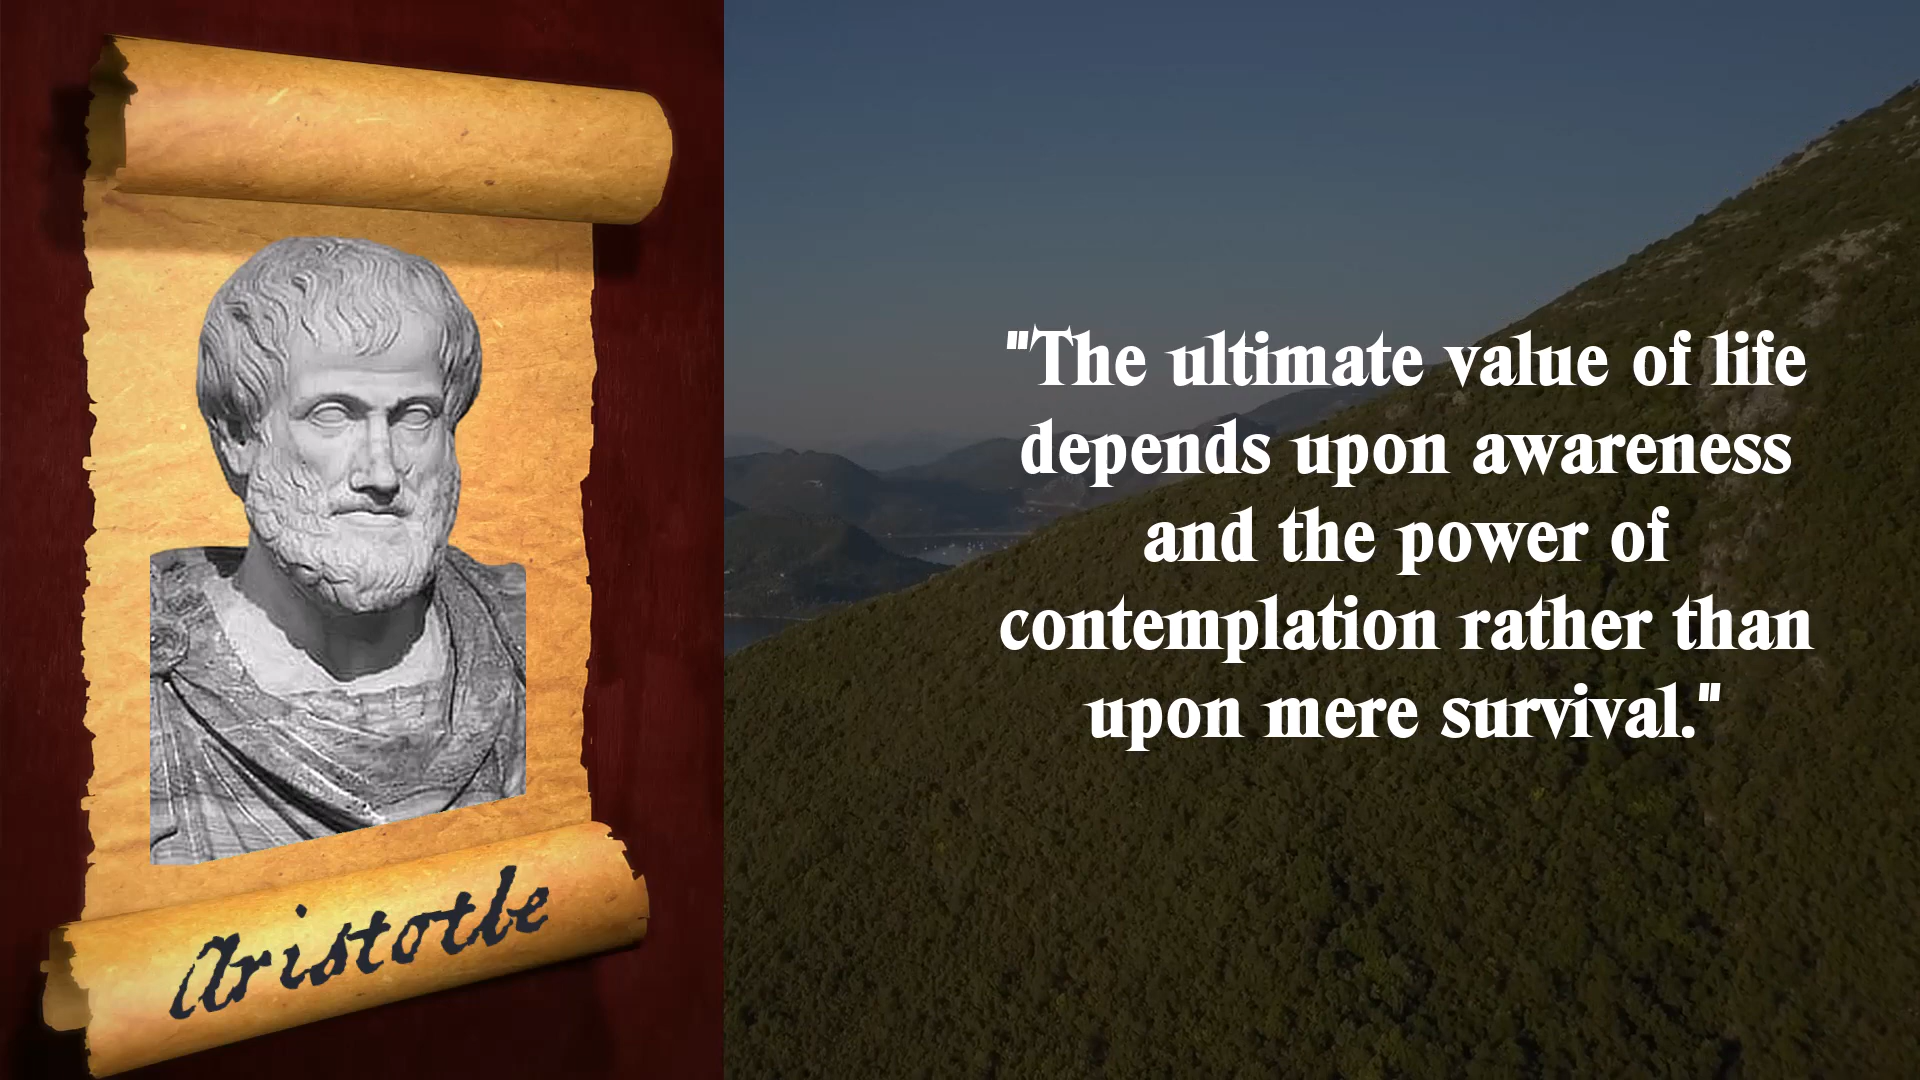 "The ultimate value of life
depends upon awareness
and the power of
contemplation rather than
upon mere survival."
Aristotle